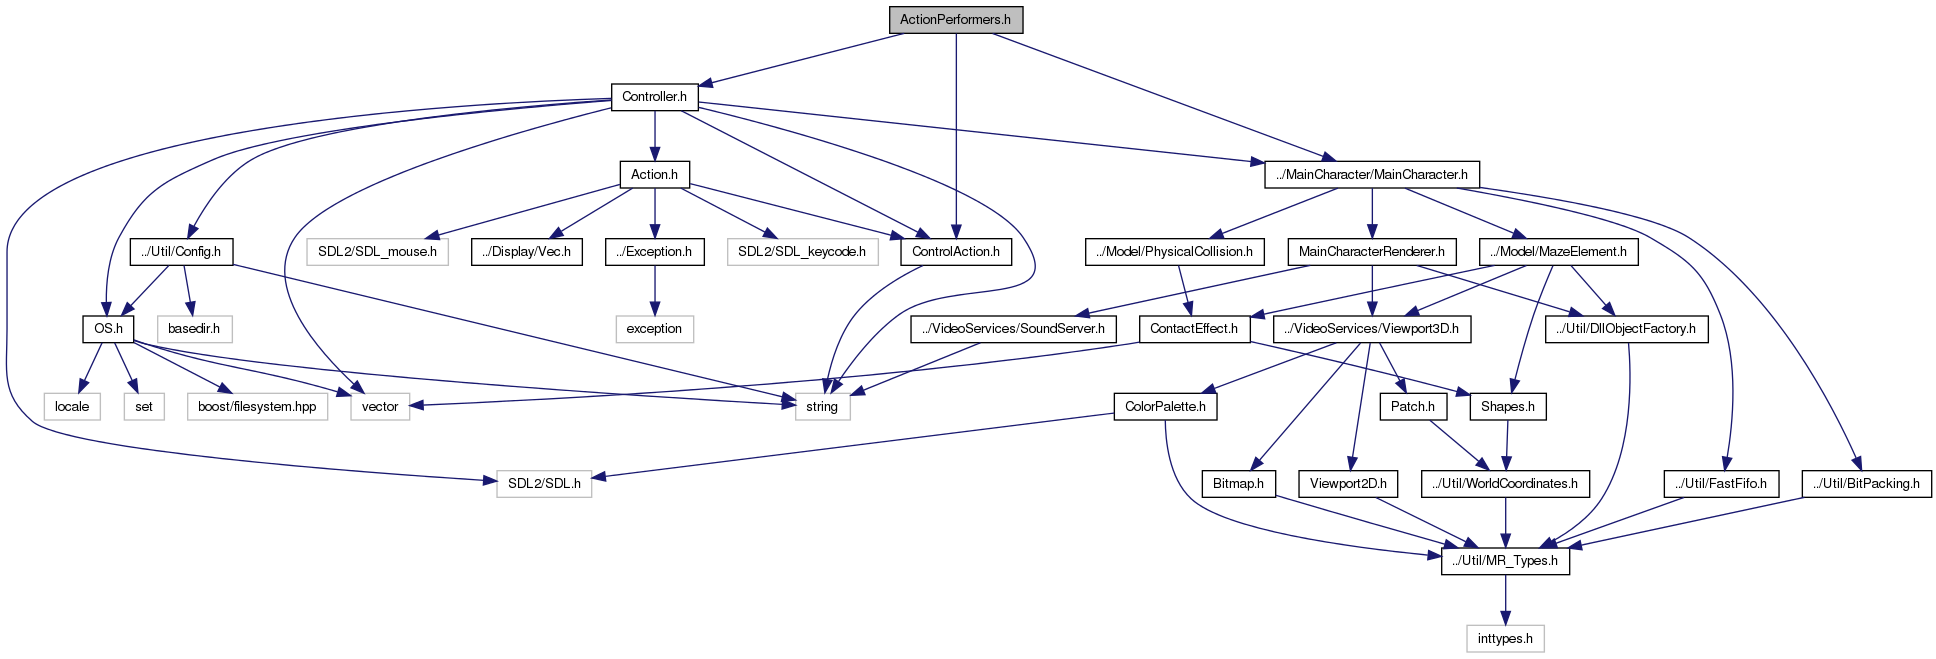 ActionPerformers.h
Controller.h
Action.h
../MainCharacter/MainCharacter.h
../Util/Config.h
SDL2/SDL_mouse.h
../Display/Vec.h
../Exception.h
SDL2/SDL_keycode.h
ControlAction.h
../Model/PhysicalCollision.h
MainCharacterRenderer.h
../Model/MazeElement.h
OS.h
basedir.h
exception
../VideoServices/SoundServer.h
ContactEffect.h
../VideoServices/Viewport3D.h
../Util/DllObjectFactory.h
locale
set
boost/filesystem.hpp
vector
string
ColorPalette.h
Patch.h
Shapes.h
SDL2/SDL.h
Bitmap.h
Viewport2D.h
../Util/WorldCoordinates.h
../Util/FastFifo.h
../Util/BitPacking.h
../Util/MR_Types.h
inttypes.h